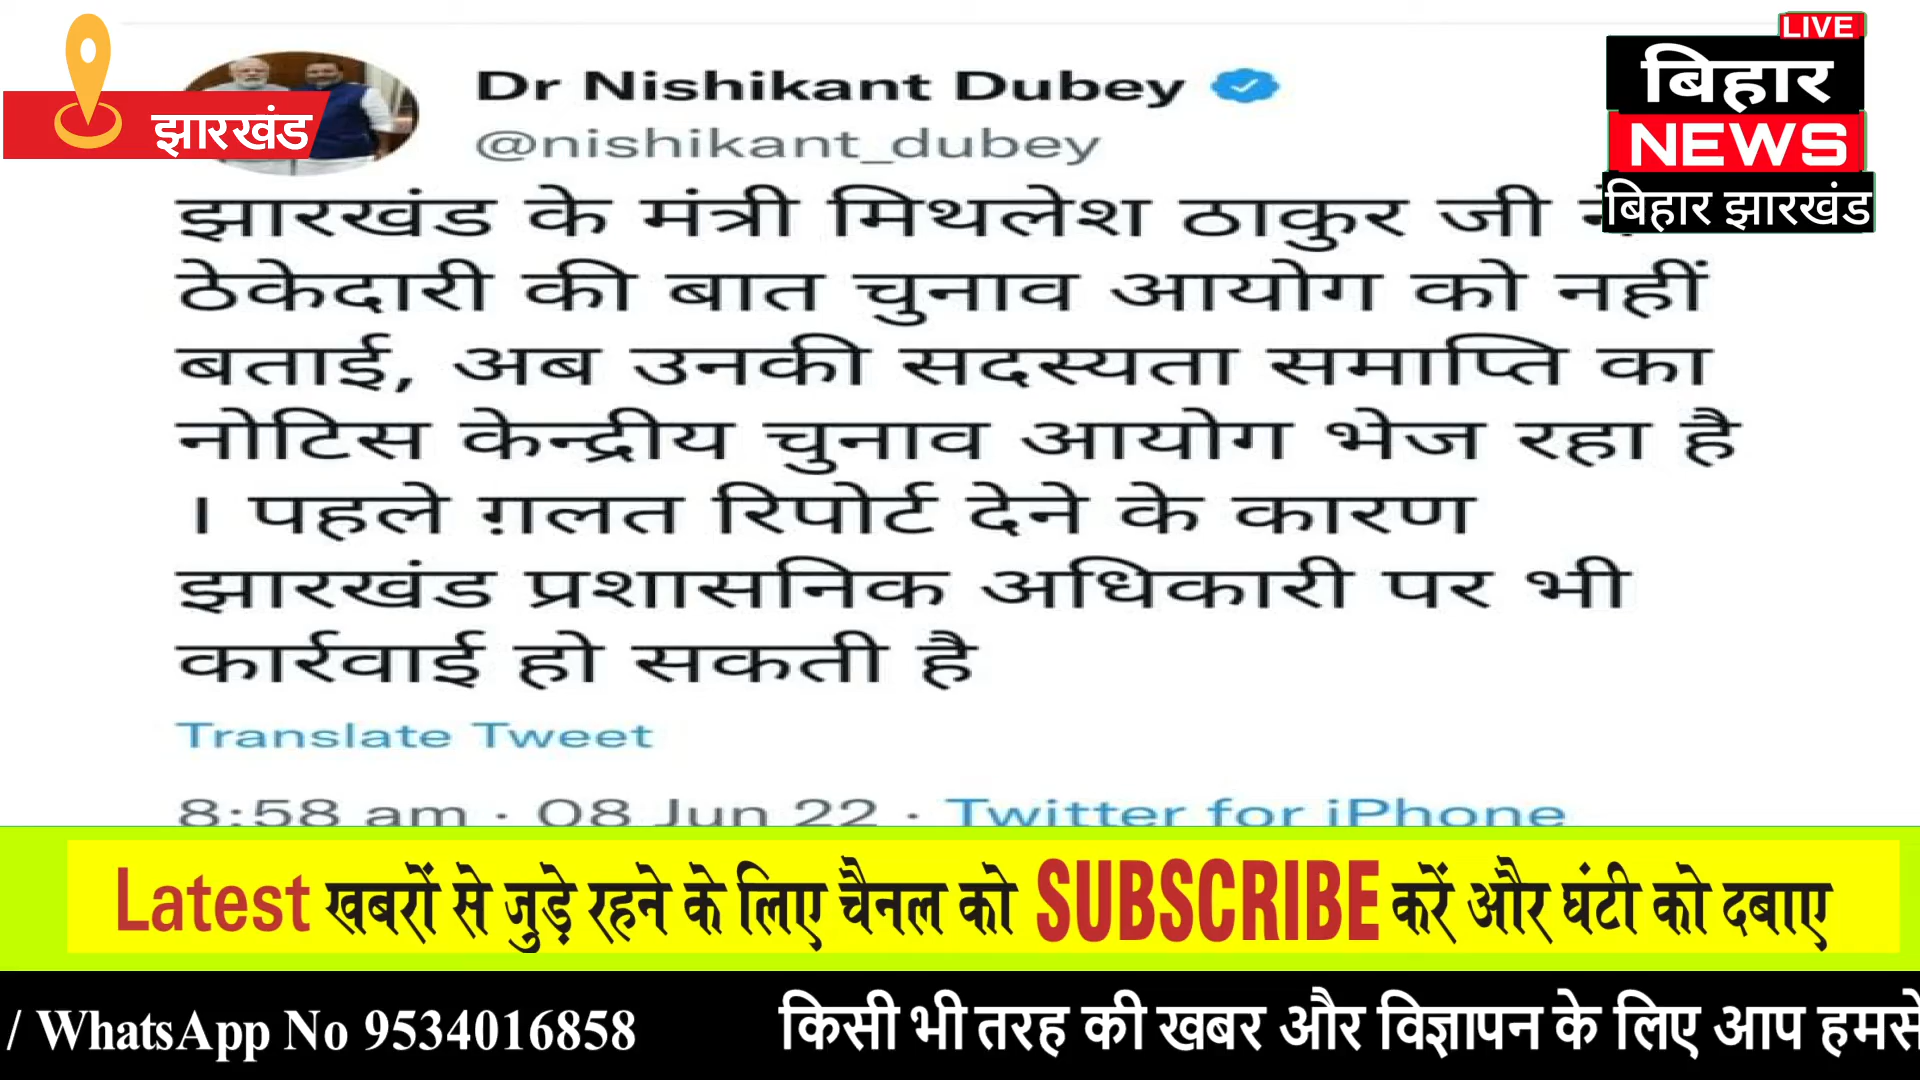 झारखंड
LIVE
बिहार
NEWS
बिहार झारखंड
Dr Nishikant Dubey
@nishikant_dubey
झारखंड के मंत्री मिथलेश ठाकुर जी
ठेकेदारी की बात चुनाव आयोग को नहीं
बताई, अब उनकी सदस्यता समाप्ति का
नोटिस केन्द्रीय चुनाव आयोग भेज रहा है
। पहले ग़लत रिपोर्ट देने के कारण
झारखंड प्रशासनिक अधिकारी पर भी
कार्रवाई हो सकती है
Translate Tweet
8:58 am · 08 Jun 22 · Twitter for iPhone
Latest खबरों से जुड़े रहने के लिए चैनल को SUBSCRIBE करें और घंटी को दबाए
/ WhatsApp No 9534016858 किसी भी तरह की खबर और विज्ञापन के लिए आप हमसे